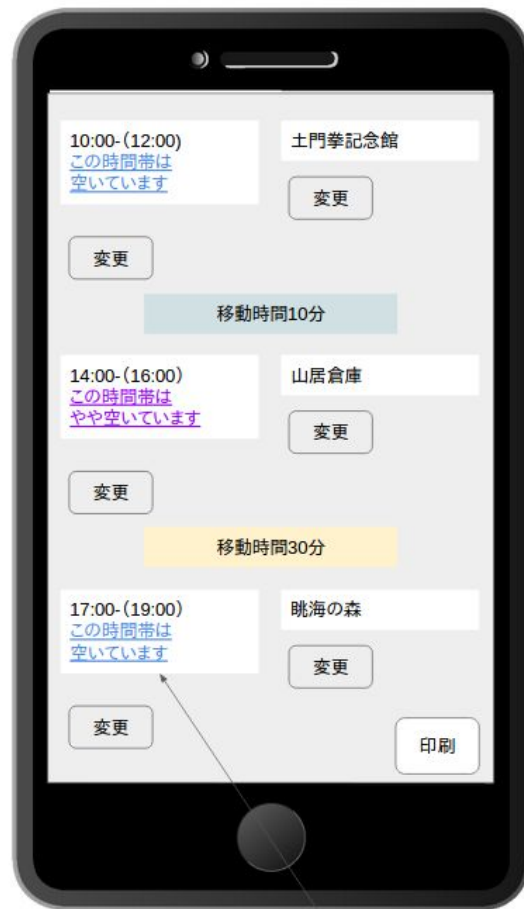 10:00-（12:00)
この時間帯は
空いています
土門拳記念館
変更
変更
移動時間10分
14:00-（16:00）
この時間帯は
やや空いています
山居倉庫
変更
変更
移動時間30分
17:00-（19:00）
この時間帯は
空いています
眺海の森
変更
変更
印刷